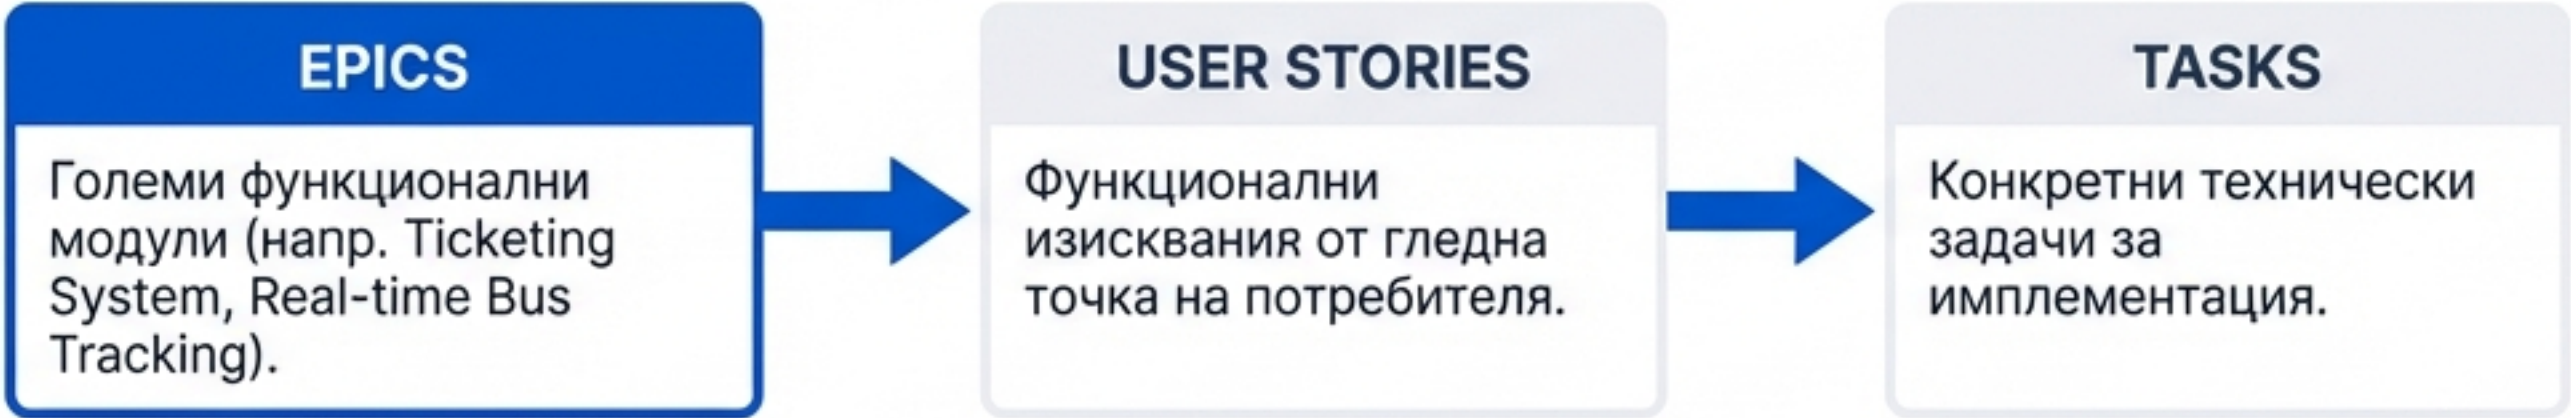 EPICS
Големи функционални
модули (напр. Ticketing
System, Real-time Bus
Tracking).
USER STORIES
Функционални
изисквания от гледна
точка на потребителя.
TASKS
Конкретни технически
задачи за
имплементация.